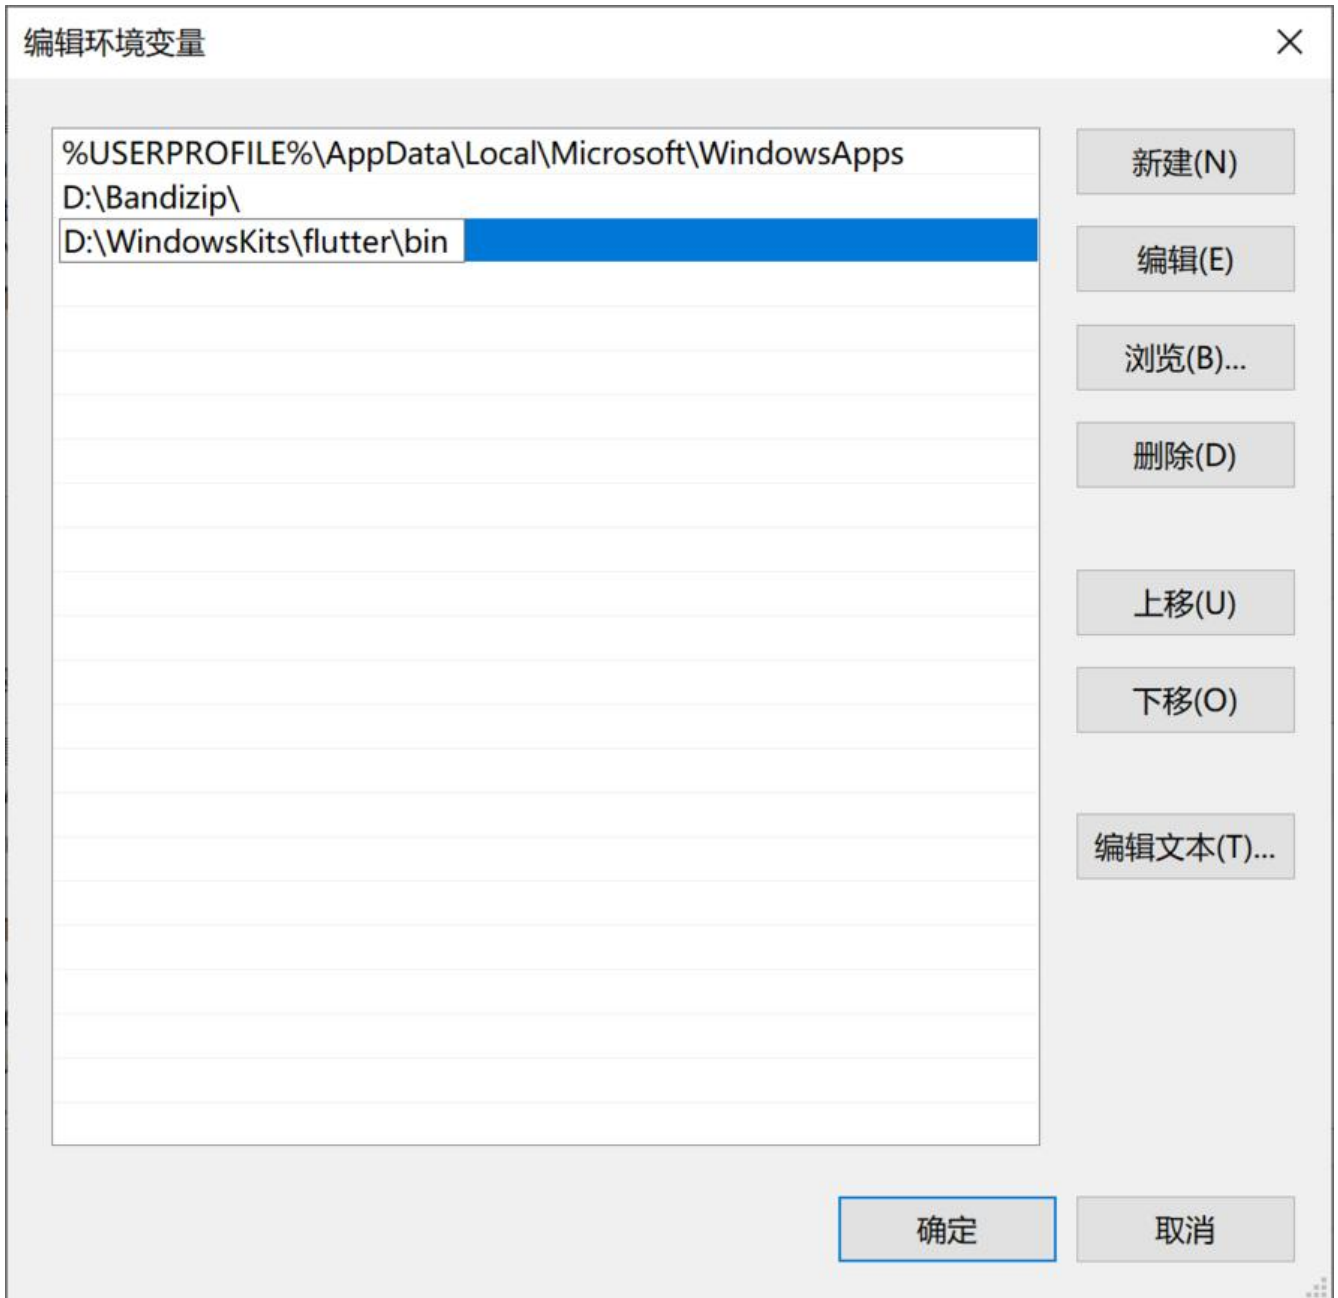 编辑环境变量
%USERPROFILE%\AppData\Local\Microsoft\WindowsApps
D:\Bandizip\
D:\WindowsKits\flutter\bin
新建(N)
编辑(E)
浏览(B)...
删除(D)
上移(U)
下移(O)
编辑文本(T)...
确定
取消